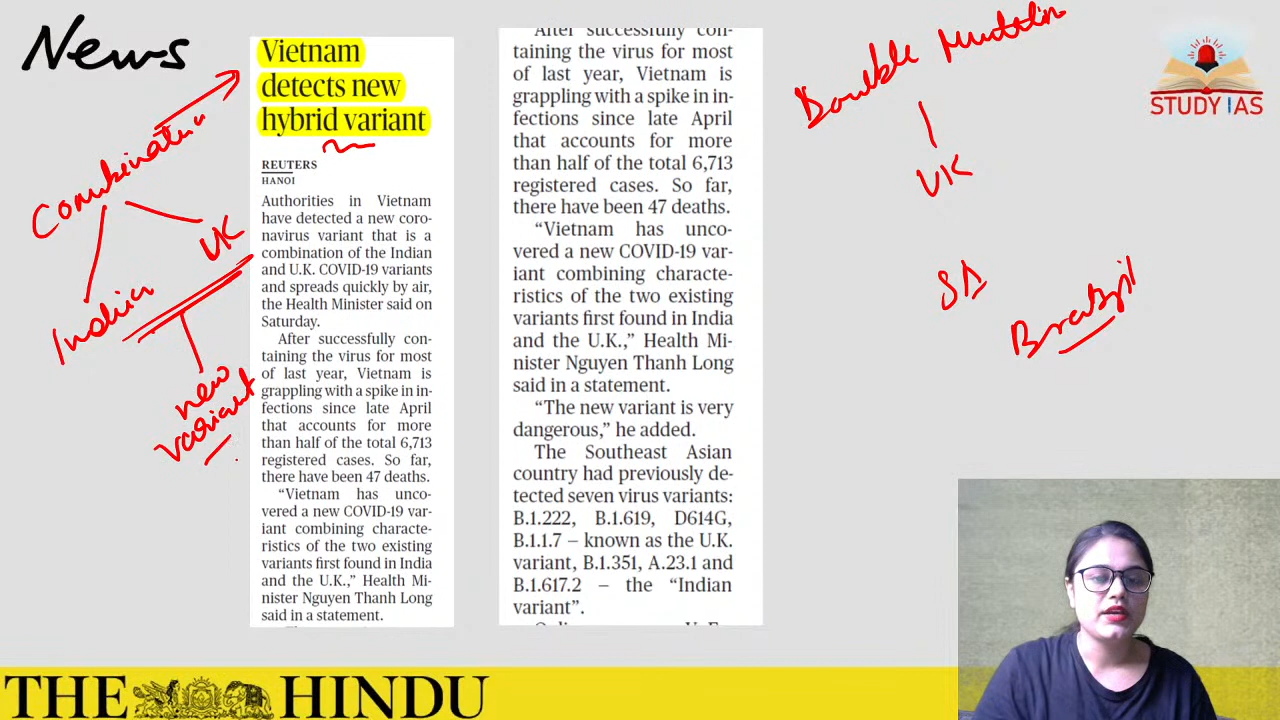 News
Vietnam
detects new
hybrid variant
REUTERS
HANOI
Authorities in Vietnam
have detected a new coro-
navirus variant that is a
combination of the Indian
and U.K. COVID-19 variants
and spreads quickly by air,
the Health Minister said on
Saturday.
After successfully con-
taining the virus for most
of last year, Vietnam is
grappling with a spike in in-
fections since late April
that accounts for more
than half of the total 6,713
registered cases. So far,
there have been 47 deaths.
“Vietnam has unco-
vered a new COVID-19 var-
iant combining characte-
ristics of the two existing
variants first found in India
and the U.K.,” Health Mi-
nister Nguyen Thanh Long
said in a statement.
After successfully con-
taining the virus for most
of last year, Vietnam is
grappling with a spike in in-
fections since late April
that accounts for more
than half of the total 6,713
registered cases. So far,
there have been 47 deaths.
“Vietnam has unco-
vered a new COVID-19 var-
iant combining characte-
ristics of the two existing
variants first found in India
and the U.K.,” Health Mi-
nister Nguyen Thanh Long
said in a statement.
“The new variant is very
dangerous,” he added.
The Southeast Asian
country had previously de-
tected seven virus variants:
B.1.222, B.1.619, D614G,
B.1.1.7 – known as the U.K.
variant, B.1.351, A.23.1 and
B.1.617.2 – the “Indian
variant”.
Combination
India
UK
new
variant
Double
UK
STUDY IAS
THE HINDU